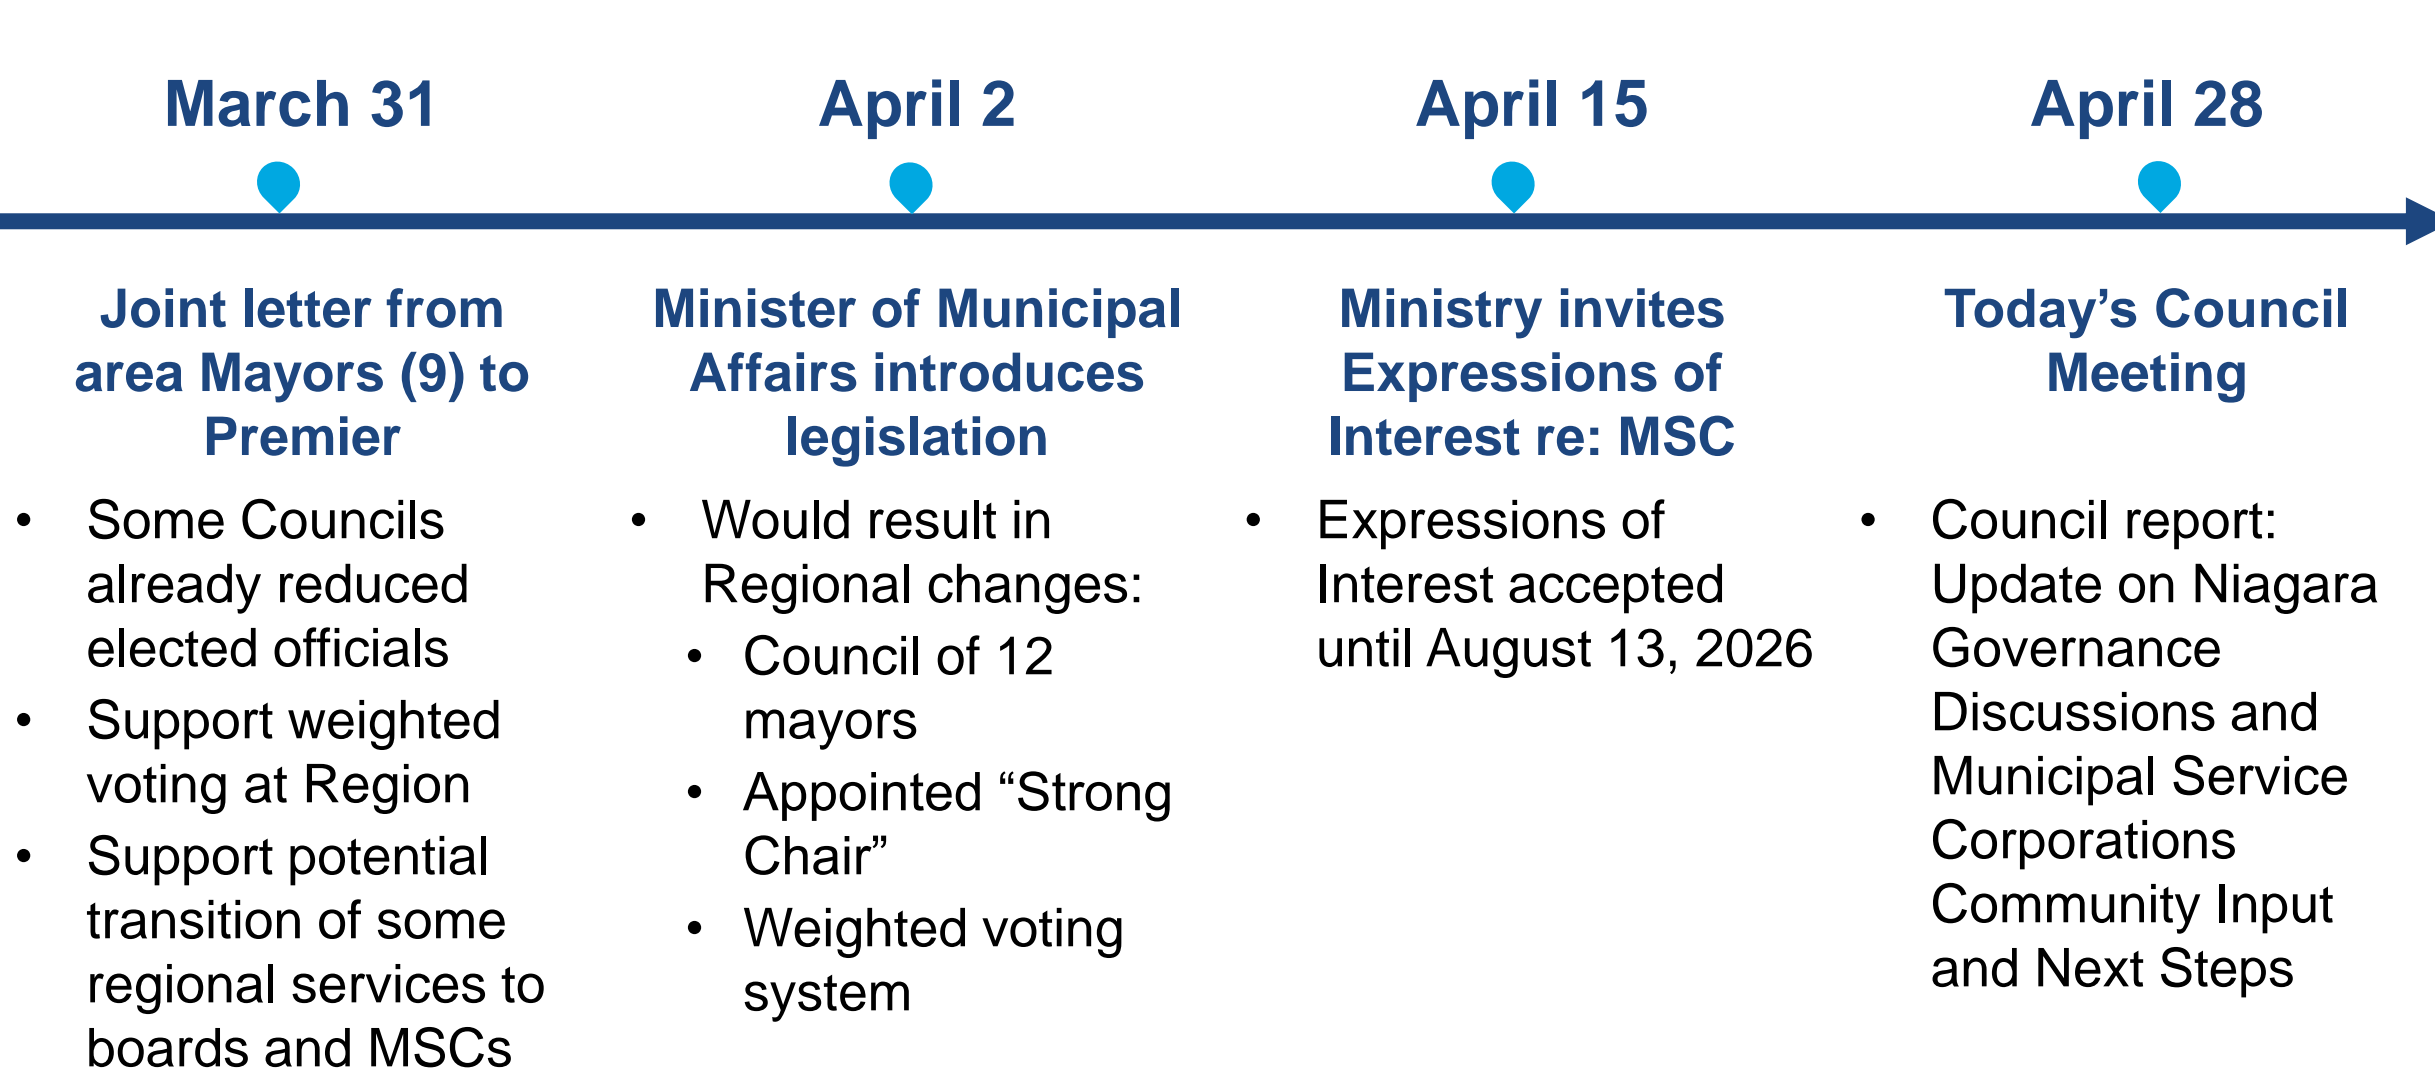 March 31
Joint letter from
area Mayors (9) to
Premier
• Some Councils
already reduced
elected officials
• Support weighted
voting at Region
• Support potential
transition of some
regional services to
boards and MSCs
April 2
Minister of Municipal
Affairs introduces
legislation
• Would result in
Regional changes:
• Council of 12
mayors
• Appointed “Strong
Chair”
• Weighted voting
system
April 15
Ministry invites
Expressions of
Interest re: MSC
• Expressions of
Interest accepted
until August 13, 2026
April 28
Today’s Council
Meeting
• Council report:
Update on Niagara
Governance
Discussions and
Municipal Service
Corporations
Community Input
and Next Steps